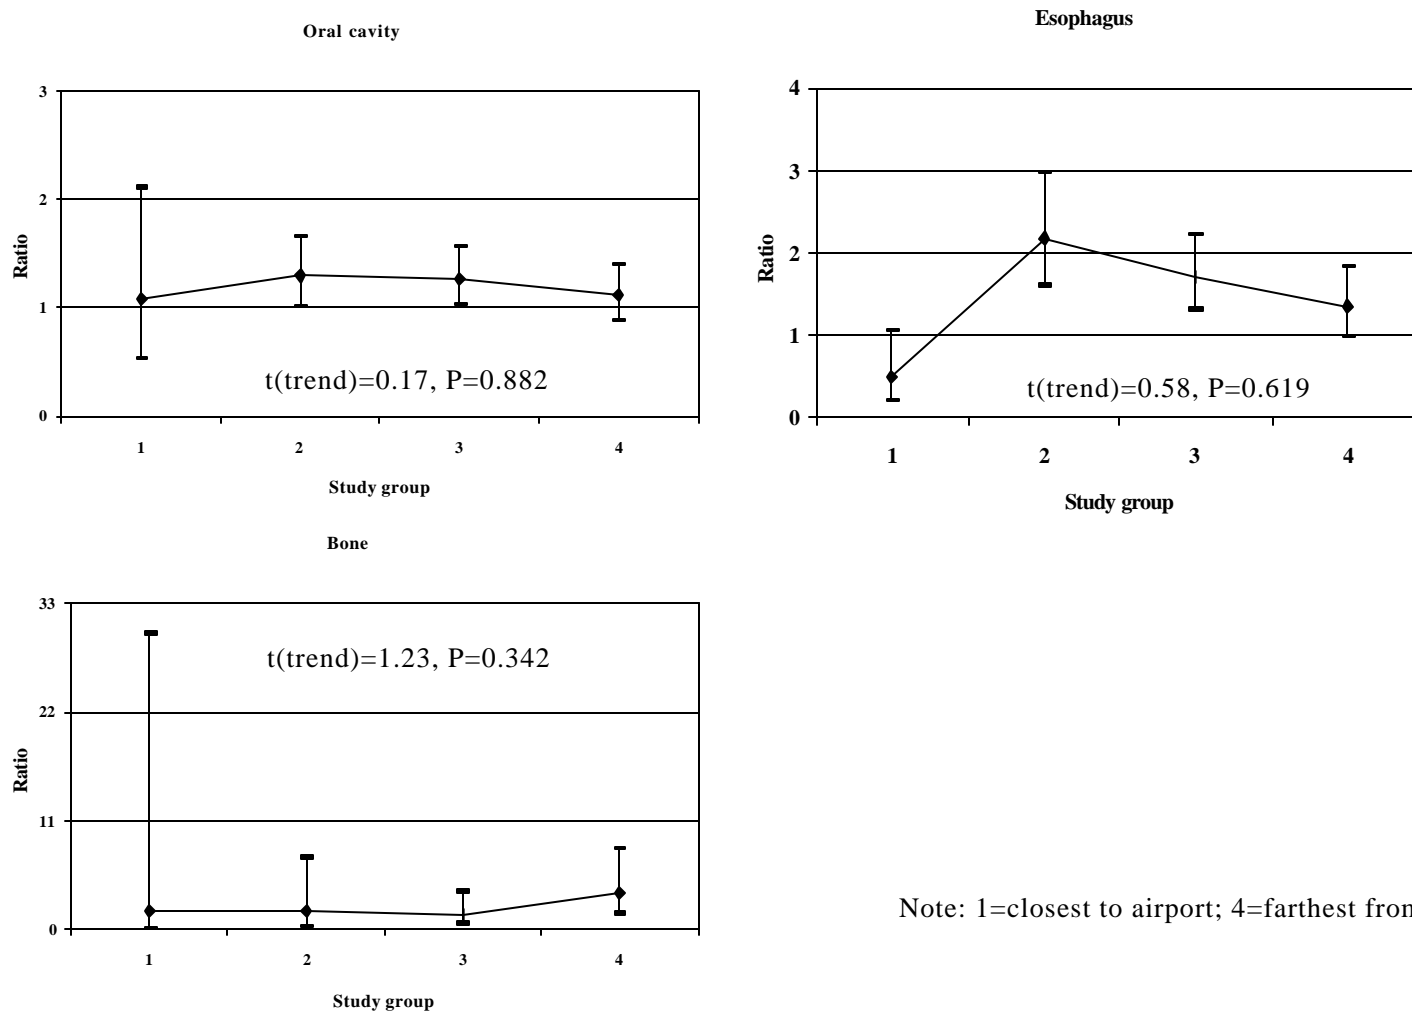 Oral cavity
3
2
1
0
Ratio
t(trend)=0.17, P=0.882
1 2 3 4
Study group
Esophagus
4
3
2
1
0
Ratio
t(trend)=0.58, P=0.619
1 2 3 4
Study group
Bone
33
22
11
0
Ratio
t(trend)=1.23, P=0.342
1 2 3 4
Study group
Note: 1=closest to airport; 4=farthest from